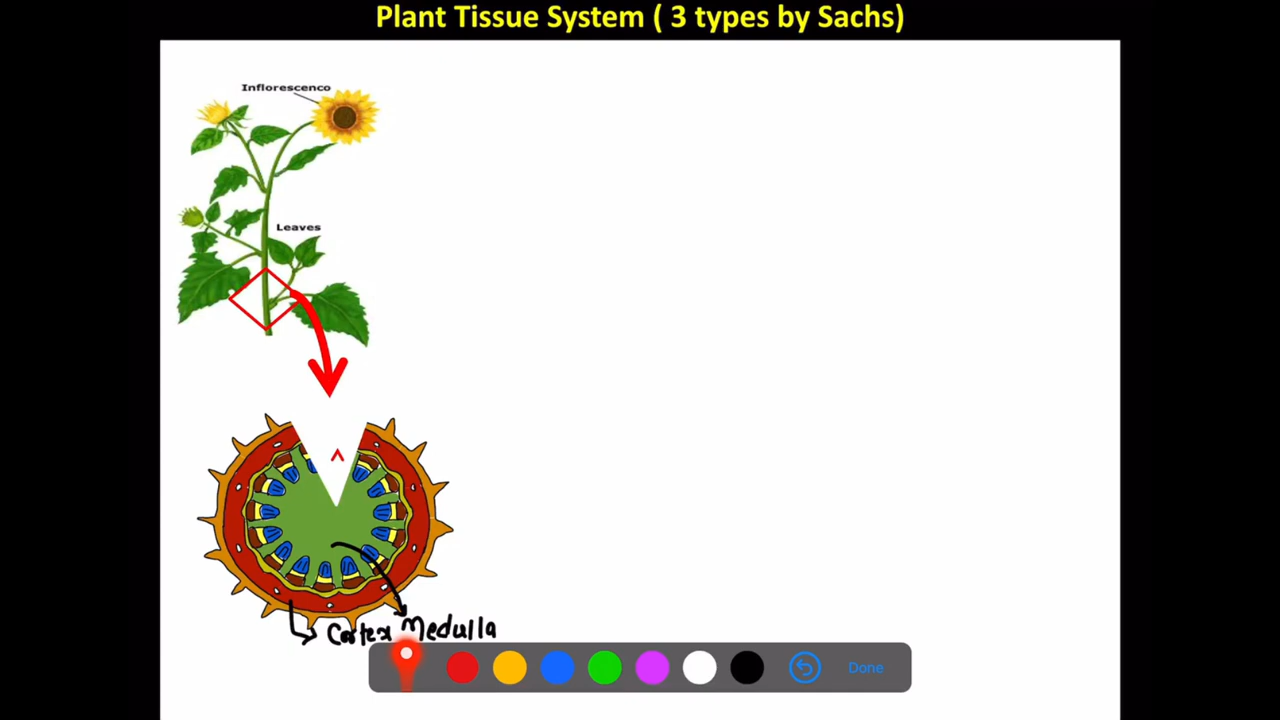 Plant Tissue System ( 3 types by Sachs)
Inflorescenco
Leaves
Cortex Medulla
Done